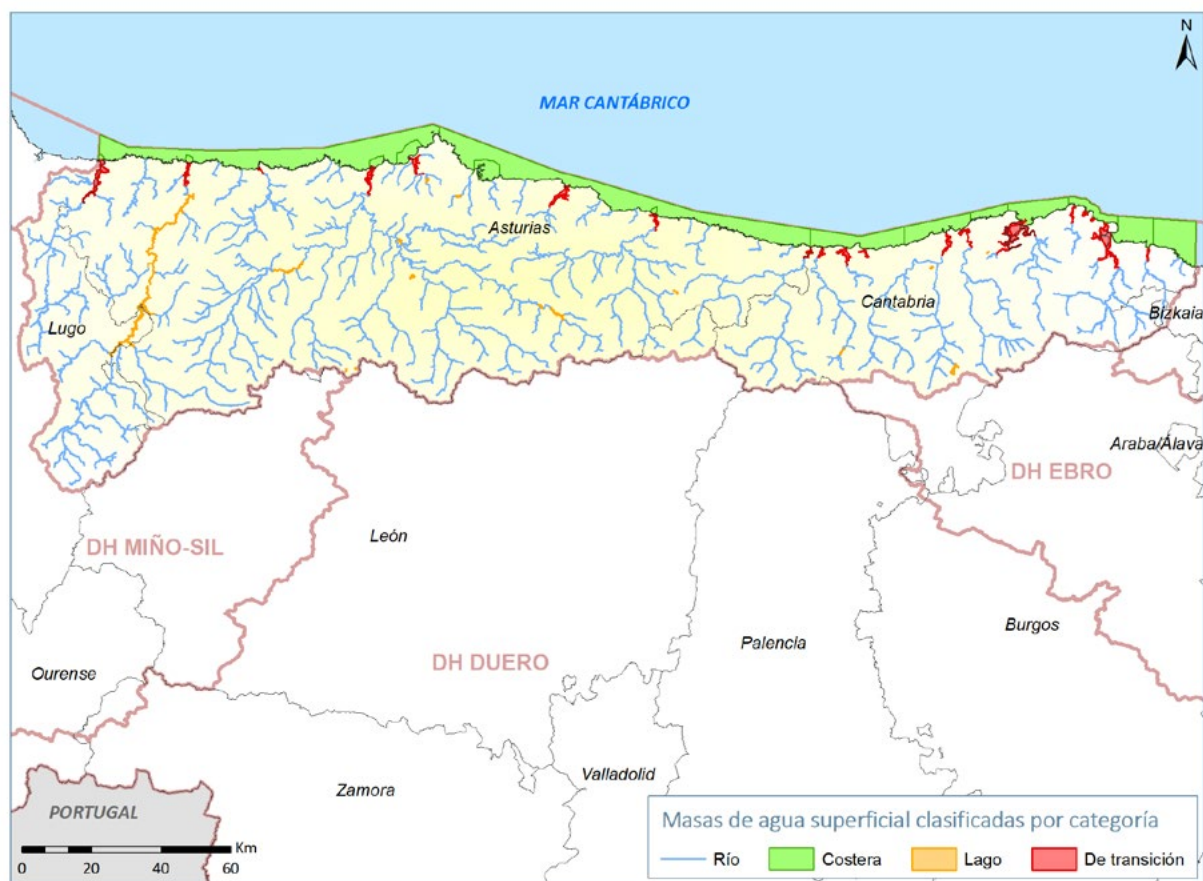 N
MAR CANTÁBRICO
Asturias
Cantabria
Lugo
Bizkaia
Araba/Álava
DH EBRO
León
DH MIÑO-SIL
Burgos
Palencia
DH DUERO
Ourense
Valladolid
Zamora
PORTUGAL
Km
0 20 40 60
Masas de agua superficial clasificadas por categoría
Río Costera Lago De transición